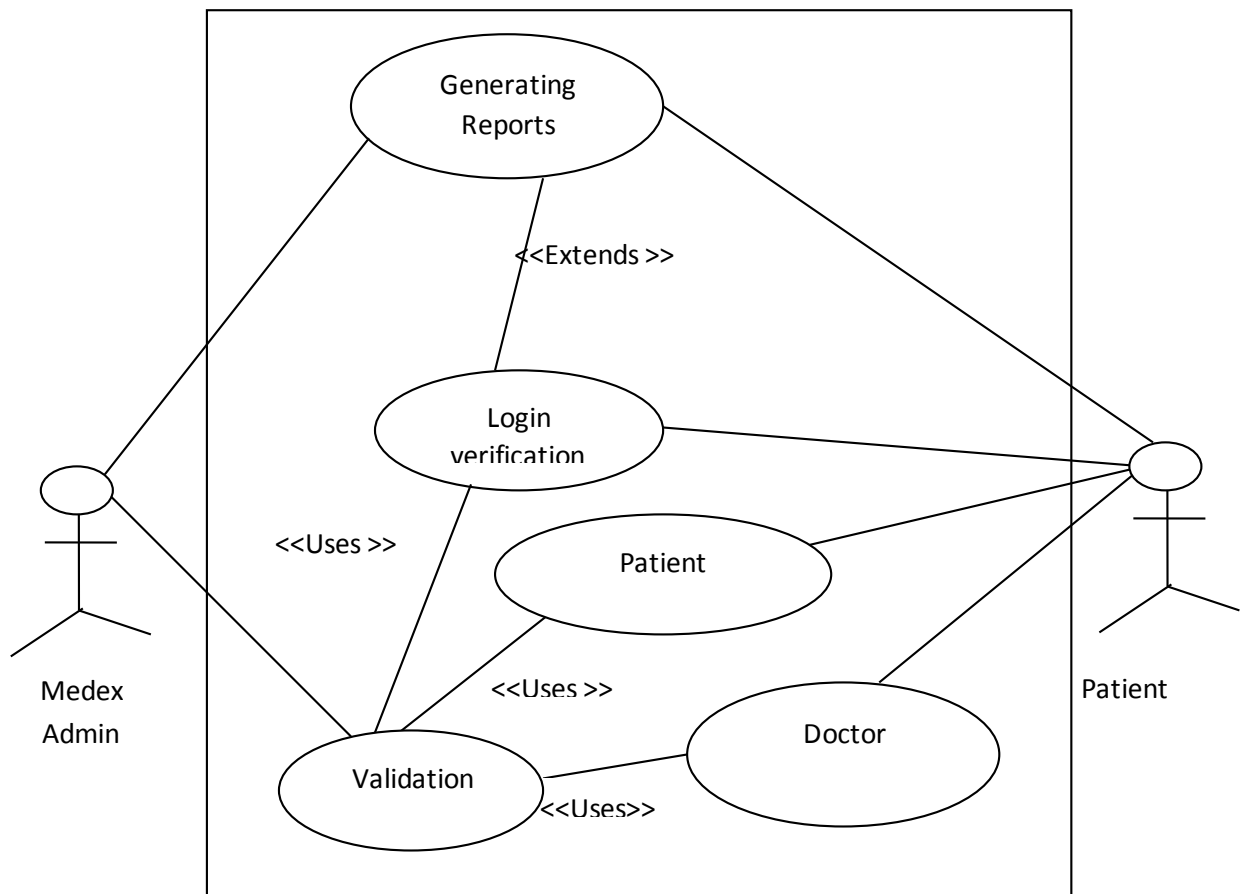 Generating
Reports
<<Extends >>
Login
verification
<<Uses >>
Patient
Medex
Admin
<<Uses >>
Patient
Doctor
Validation
<<Uses>>